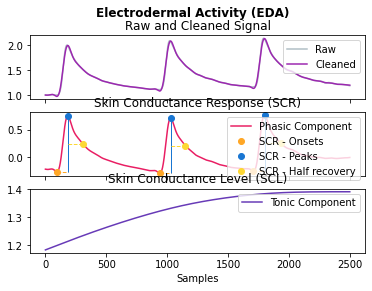 Electrodermal Activity (EDA)
Raw and Cleaned Signal
2.0
1.5
1.0
Raw
Cleaned
Skin Conductance Response (SCR)
0.5
0.0
Phasic Component
SCR - Onsets
SCR - Peaks
SCR - Half recovery
Skin Conductance Level (SCL)
1.4
1.3
1.2
Tonic Component
0 500 1000 1500 2000 2500
Samples